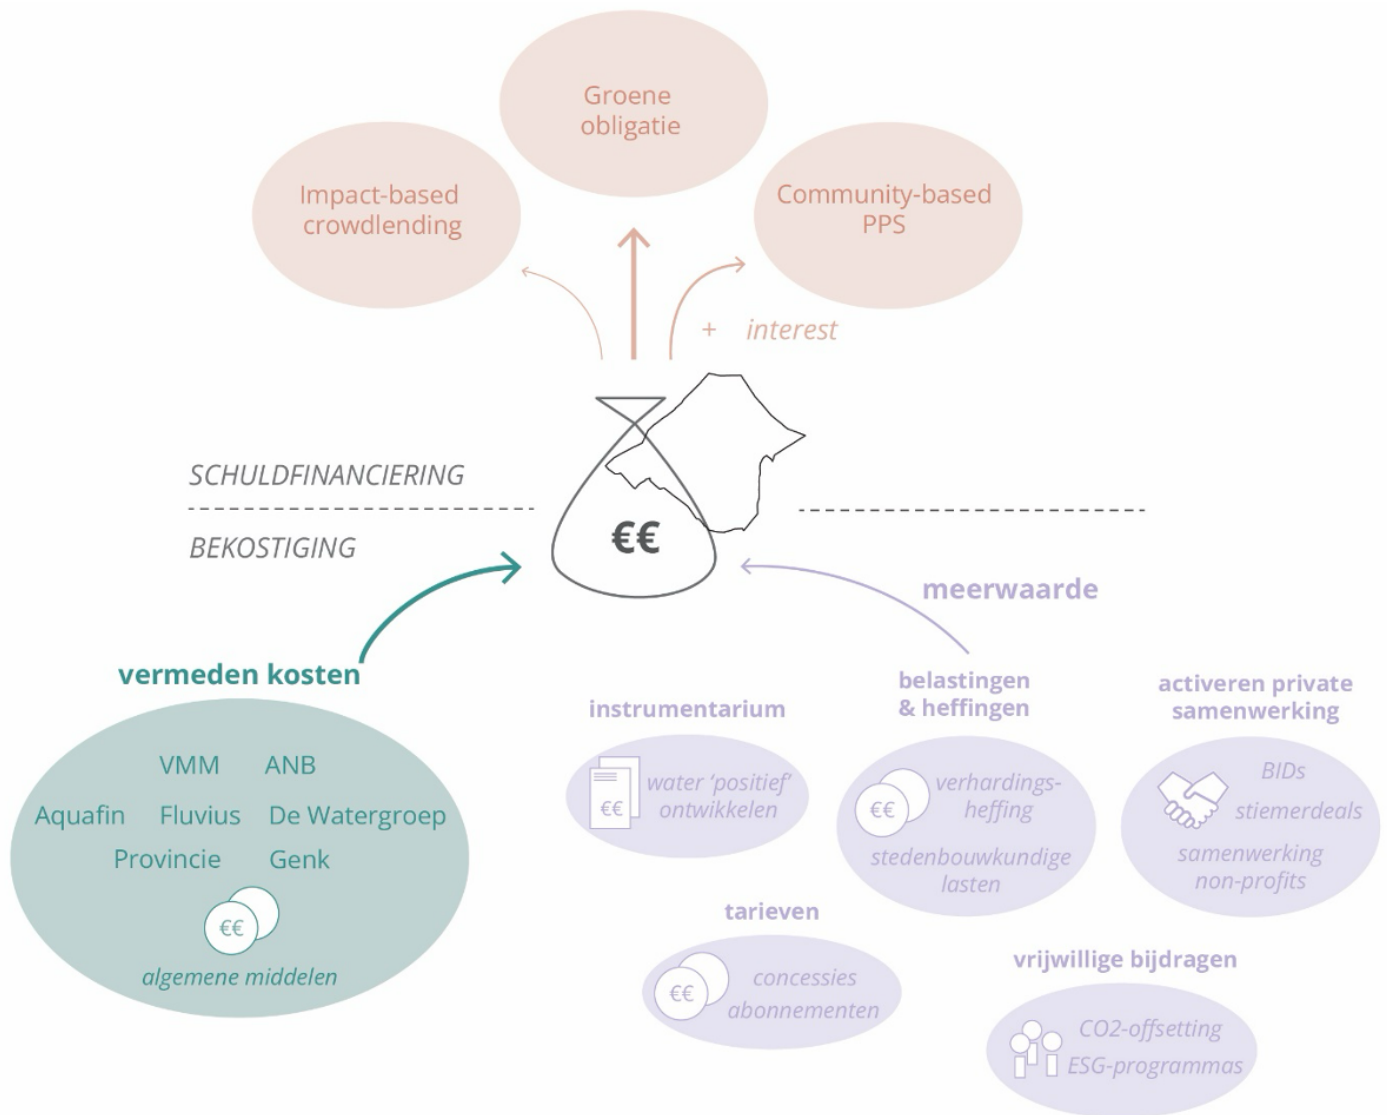 Groene
obligatie
Impact-based
crowdlending
Community-based
PPS
+ interest
SCHULDFINANCIERING
BEKOSTIGING
€€
meerwaarde
vermeden kosten
VMM ANB
Aquafin Fluvius De Watergroep
Provincie Genk
€€
algemene middelen
instrumentarium
€€
water ‘positief’
ontwikkelen
belastingen
& heffingen
€€
verhardings-
heffing
stedenbouwkundige
lasten
activeren private
samenwerking
BIDs
stiemerdeals
samenwerking
non-profits
tarieven
€€
concessies
abonnementen
vrijwillige bijdragen
CO2-offsetting
ESG-programmas